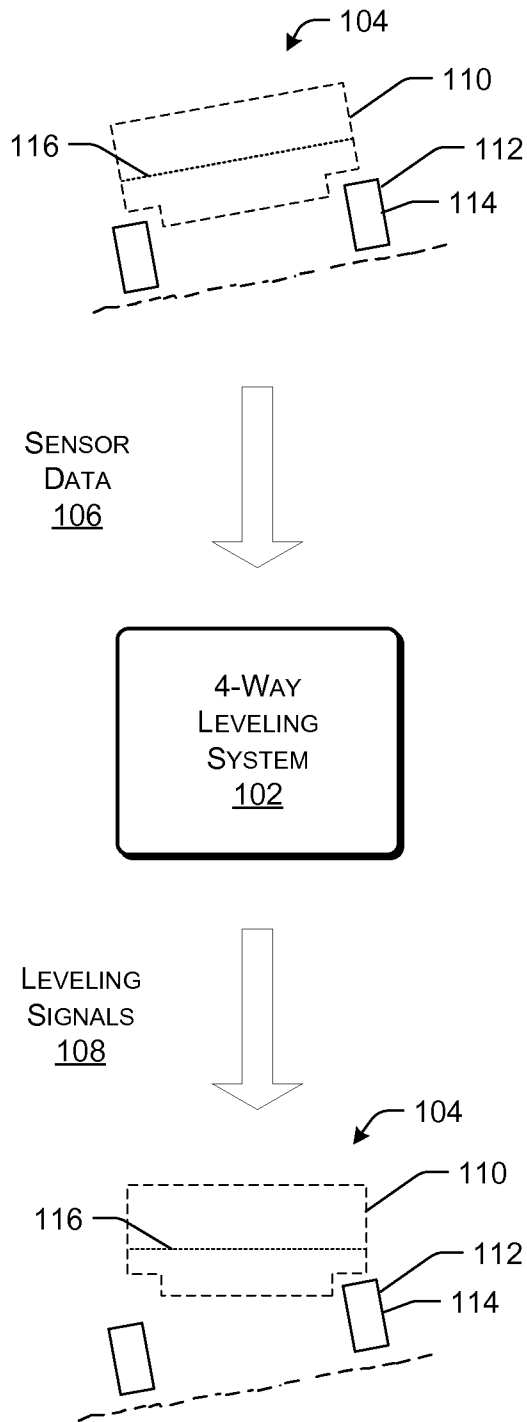 104
110
116
112
114
SENSOR
DATA
106
4-WAY
LEVELING
SYSTEM
102
LEVELING
SIGNALS
108
104
110
116
112
114